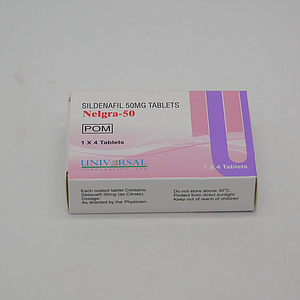 SILDENAFIL 50MG TABLETS
Nelgra-50
POM
1 X 4 Tablets
UNIVERSAL
CORPORATION LTD
1 X 4 Tablets
Each coated tablet Contains:
Sildenafil 50mg (as Citrate).
Dosage:
As directed by the Physician.
Do not store above 30°C.
Protect from direct sunlight.
Keep out of reach of children